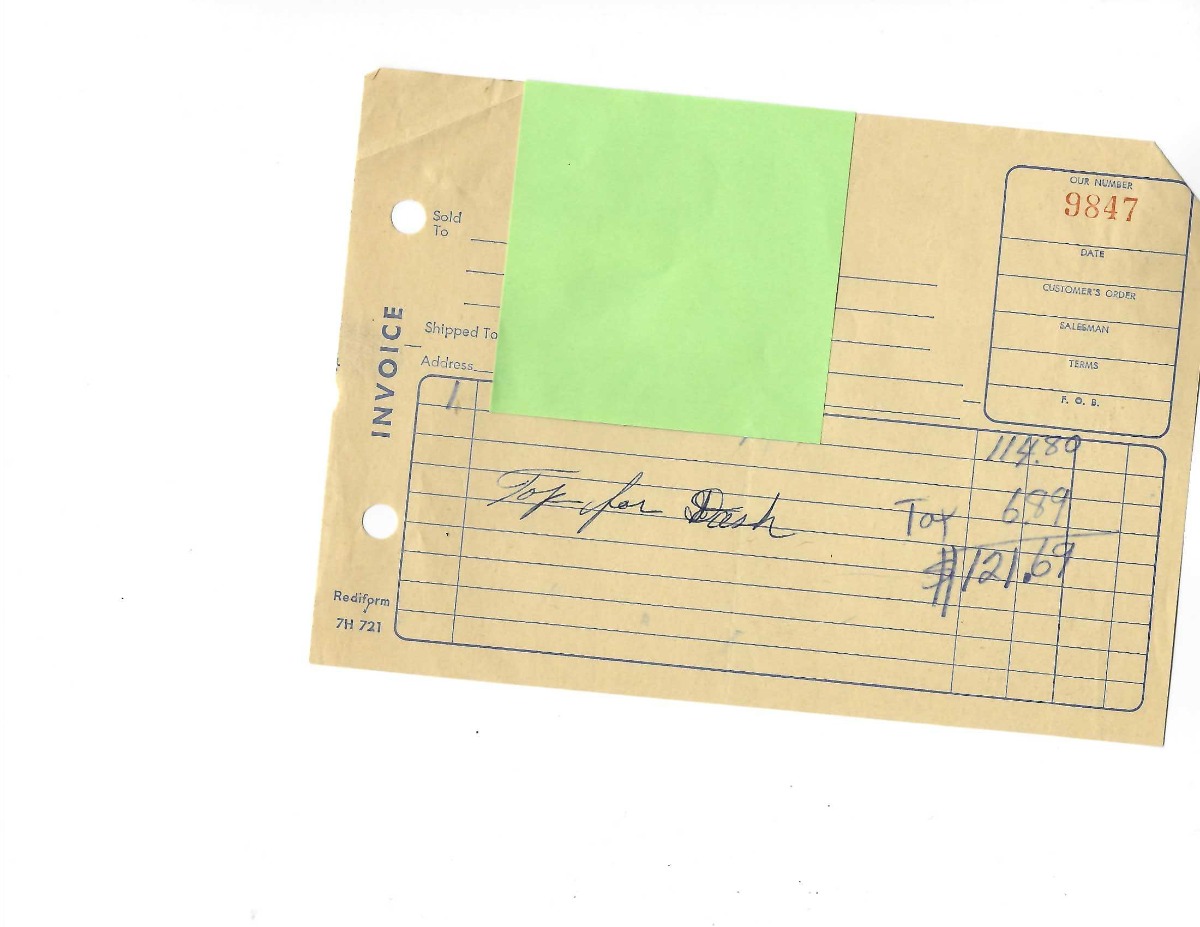 OUR NUMBER
9847
Sold
To
DATE
CUSTOMER'S ORDER
SALESMAN
Shipped To
TERMS
Address
F. O. B.
INVOICE
1
114.80
Top for Dash
Tax 6.89
$121.69
Rediform
7H 721